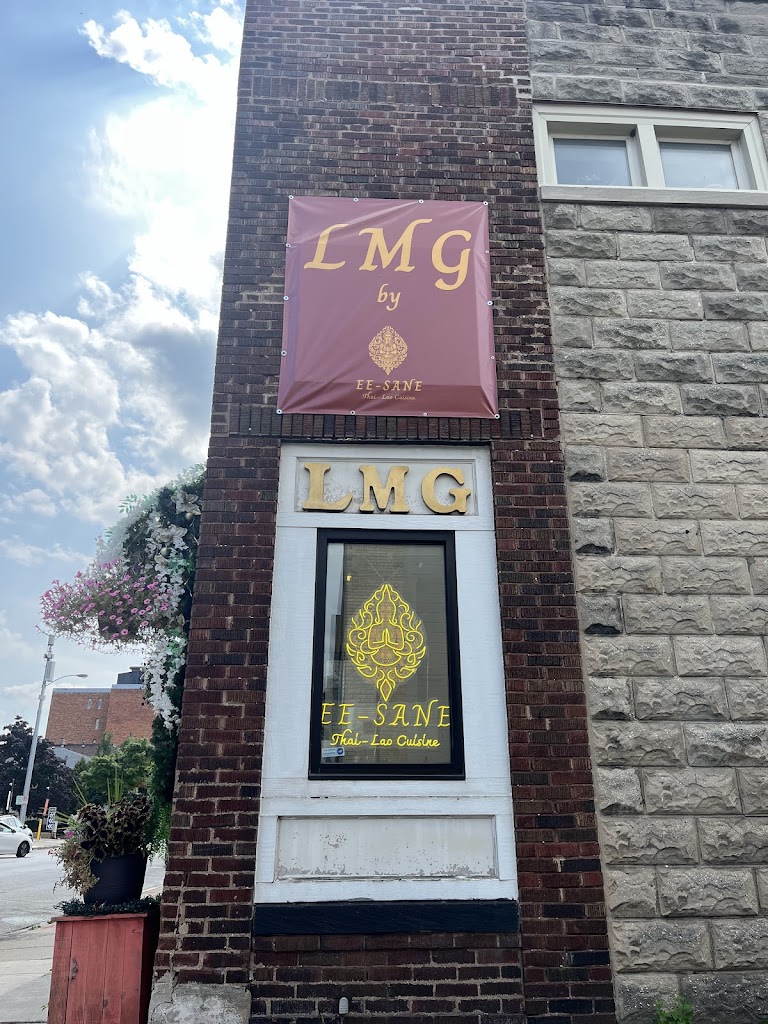 LMG
by
EE-SANE
Thai-Lao Cuisine
LMG
EE-SANE
Thai-Lao Cuisine